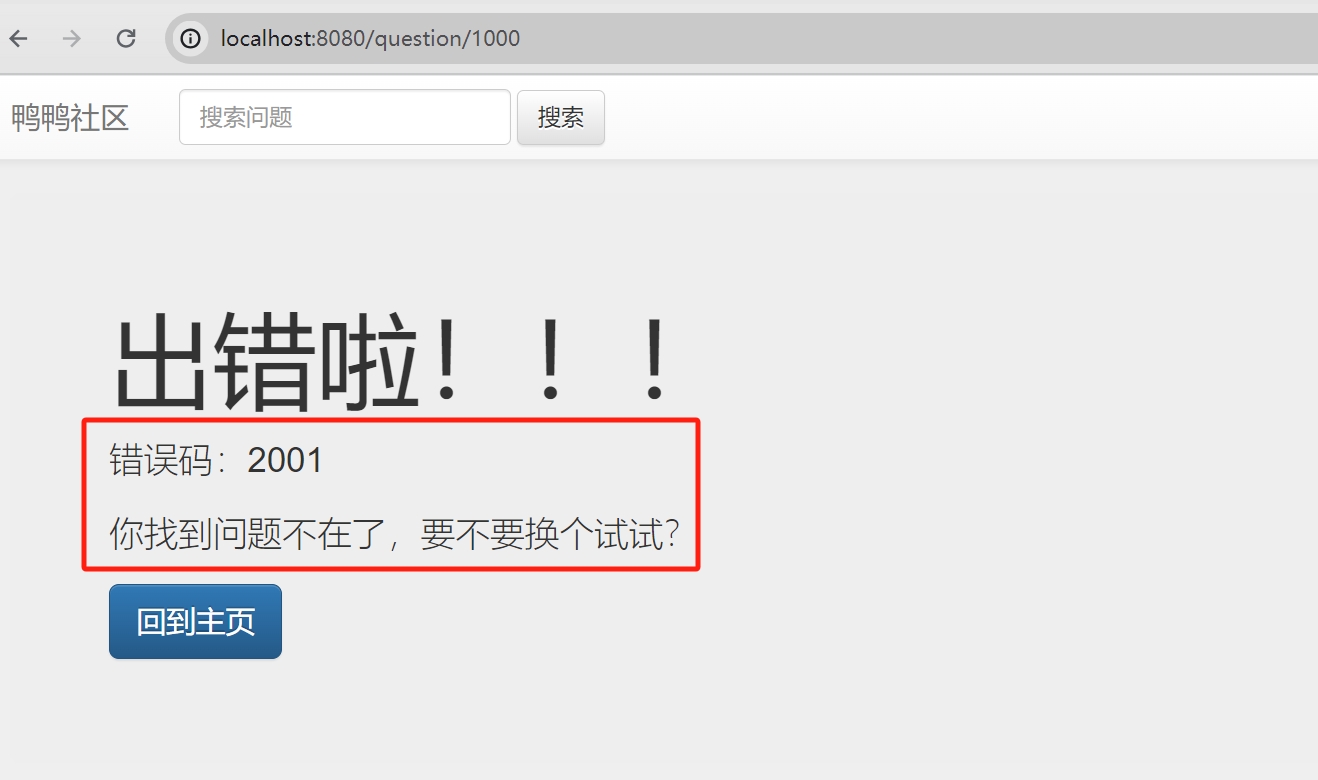 localhost:8080/question/1000
鸭鸭社区 搜索问题 搜索
出错啦！！！
错误码：2001
你找到问题不在了，要不要换个试试？
回到主页